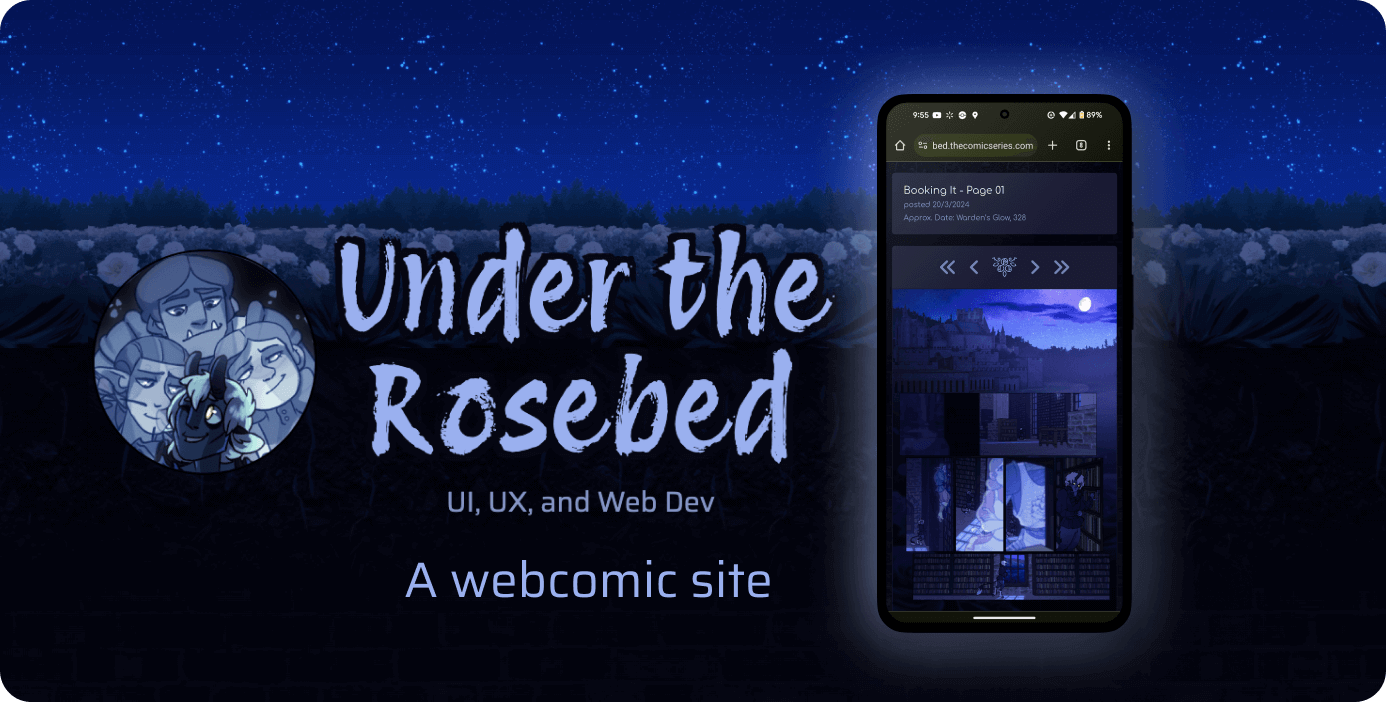 Under the
Rosebed
UI, UX, and Web Dev
A webcomic site
9:55
89%
bed.thecomicseries.com
8
Booking It - Page 01
posted 20/3/2024
Approx. Date: Warden's Glow, 328